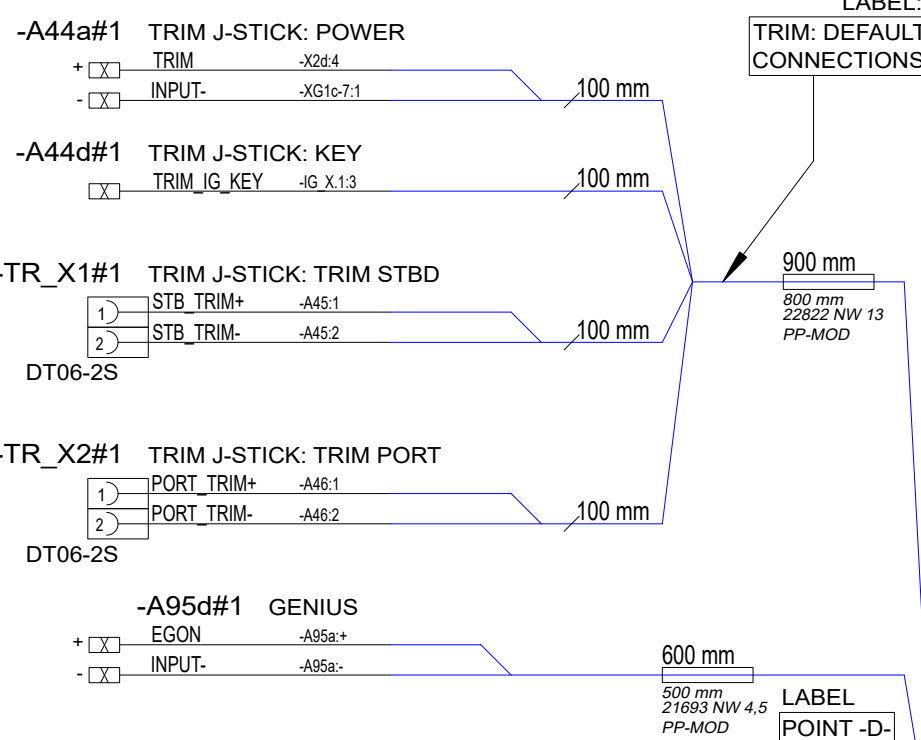 LABEL:
-A44a#1 TRIM J-STICK: POWER
TRIM: DEFAULT
CONNECTIONS
+ X TRIM -X2d:4
- X INPUT- -XG1c-7:1
100 mm
-A44d#1 TRIM J-STICK: KEY
X TRIM_IG_KEY -IG_X.1:3
100 mm
-TR_X1#1 TRIM J-STICK: TRIM STBD
1 STB_TRIM+ -A45:1
2 STB_TRIM- -A45:2
100 mm
DT06-2S
900 mm
800 mm
22822 NW 13
PP-MOD
-TR_X2#1 TRIM J-STICK: TRIM PORT
1 PORT_TRIM+ -A46:1
2 PORT_TRIM- -A46:2
100 mm
DT06-2S
-A95d#1 GENIUS
+ X EGON -A95a:+
- X INPUT- -A95a:-
600 mm
500 mm
21693 NW 4,5
PP-MOD
LABEL
POINT -D-